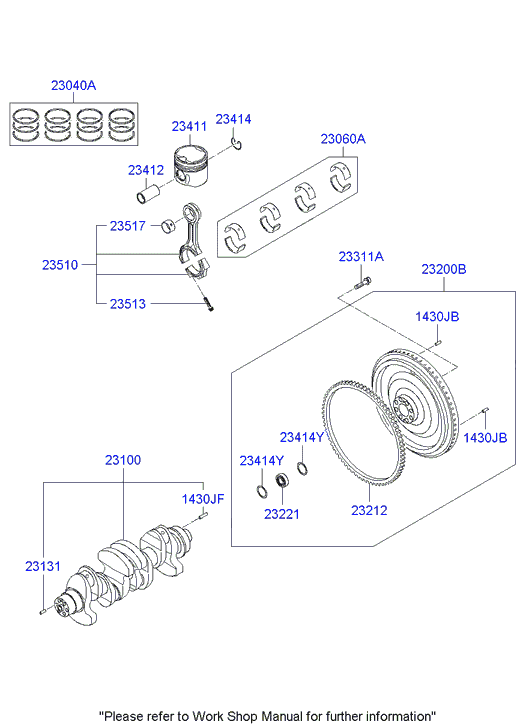 23040A
23414
23411
23060A
23412
23517
23510
23311A
23200B
23513
1430JB
1430JB
23414Y
23414Y
23100
1430JF
23221
23212
23131
"Please refer to Work Shop Manual for further information"